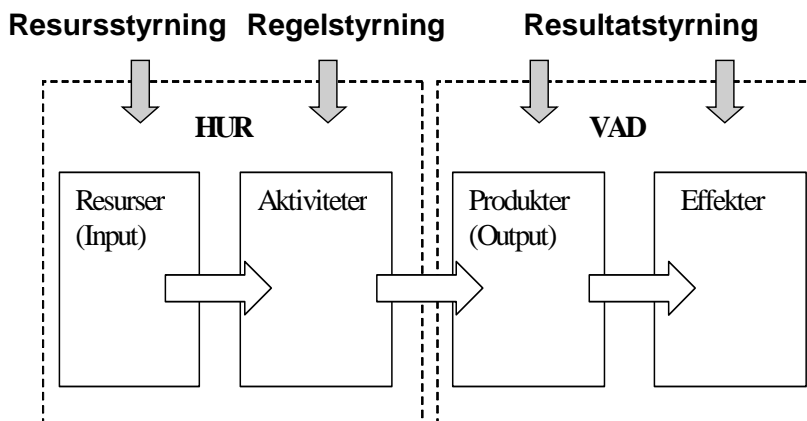 Resursstyrning Regelstyrning Resultatstyrning
HUR VAD
Resurser
(Input)
Aktiviteter
Produkter
(Output)
Effekter